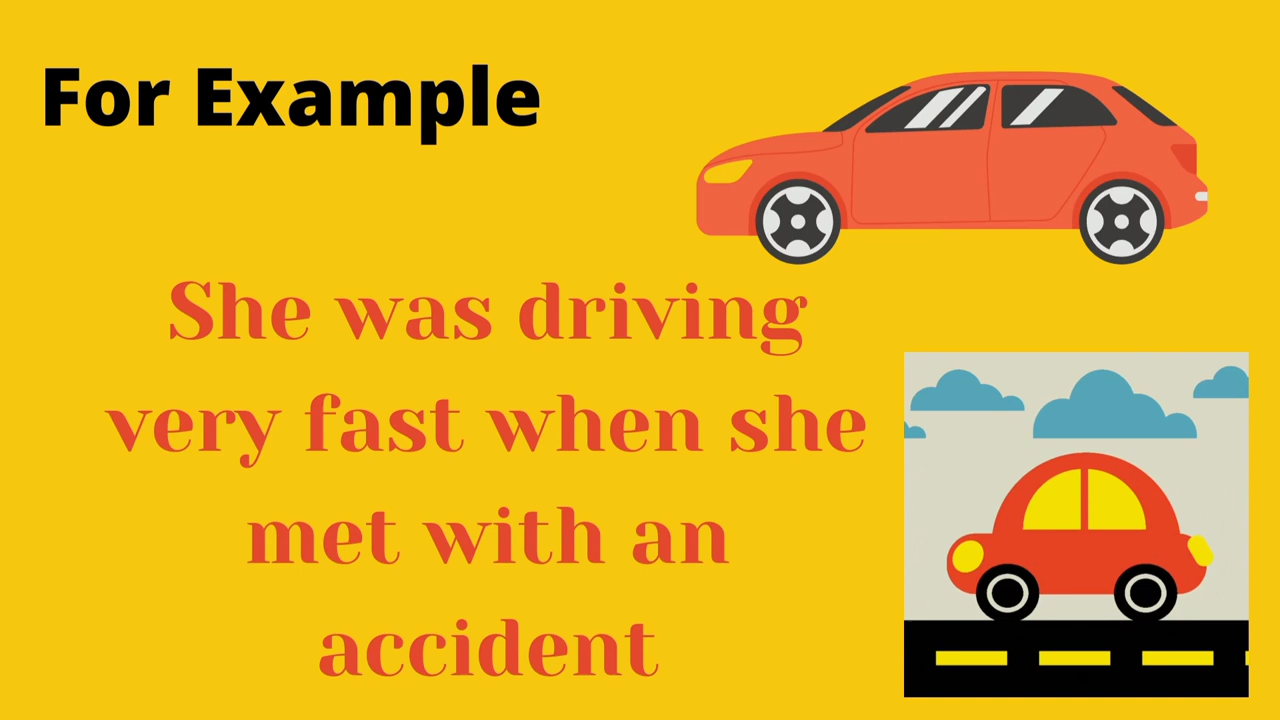 For Example
She was driving
very fast when she
met with an
accident